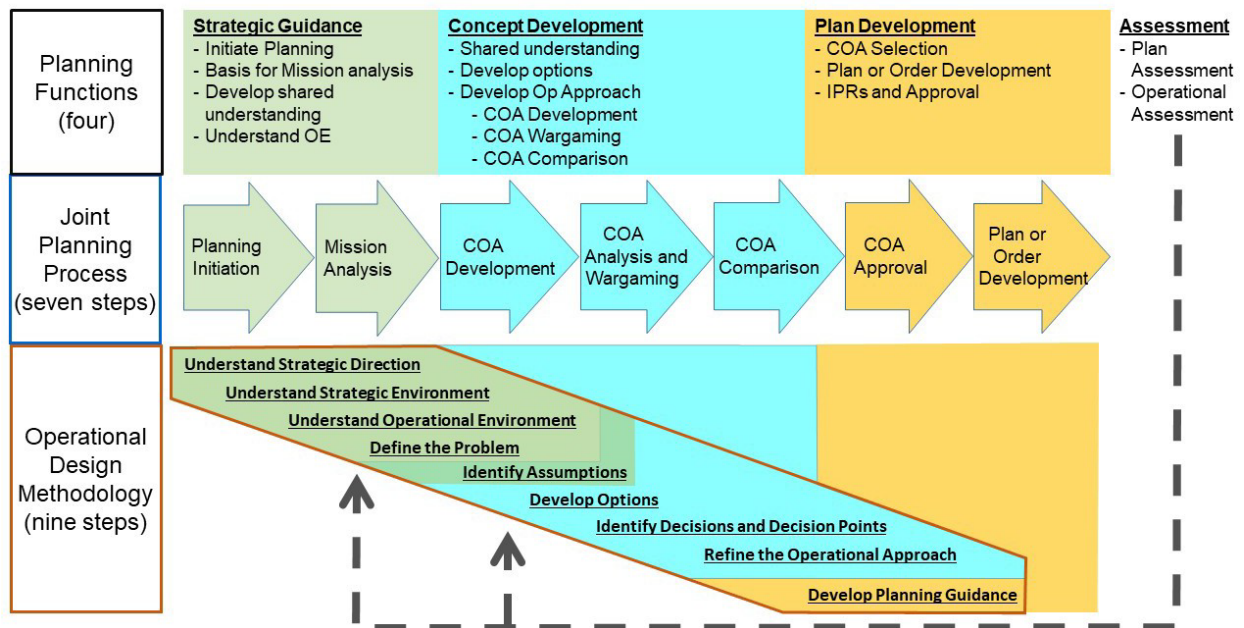 Planning
Functions
(four)
Strategic Guidance
- Initiate Planning
- Basis for Mission analysis
- Develop shared
understanding
- Understand OE
Concept Development
- Shared understanding
- Develop options
- Develop Op Approach
- COA Development
- COA Wargaming
- COA Comparison
Plan Development
- COA Selection
- Plan or Order Development
- IPRs and Approval
Assessment
- Plan
Assessment
- Operational
Assessment
Joint
Planning
Process
(seven steps)
Planning
Initiation
Mission
Analysis
COA
Development
COA
Analysis and
Wargaming
COA
Comparison
COA
Approval
Plan or
Order
Development
Operational
Design
Methodology
(nine steps)
Understand Strategic Direction
Understand Strategic Environment
Understand Operational Environment
Define the Problem
Identify Assumptions
Develop Options
Identify Decisions and Decision Points
Refine the Operational Approach
Develop Planning Guidance